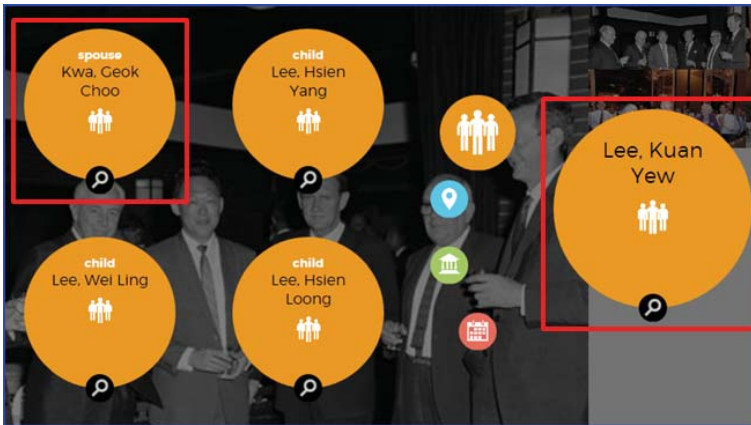 spouse
Kwa, Geok
Choo
child
Lee, Hsien
Yang
Lee, Kuan
Yew
child
Lee, Wei Ling
child
Lee, Hsien
Loong